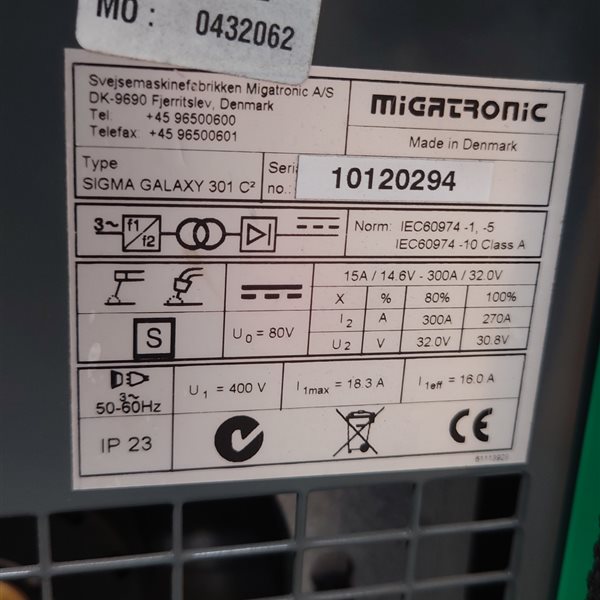 MO: 0432062
Svejsemaskinefabrikken Migatronic A/S
DK-9690 Fjerritslev, Denmark
Tel. +45 96500600
Telefax +45 96500601
MIGATRONIC
Made in Denmark
Type
SIGMA GALAXY 301 C²
no.: 10120294
3~ f1 f2
Norm: IEC60974 -1, -5
IEC60974 -10 Class A
15A / 14.6V - 300A / 32.0V
X % 80% 100%
I2 A 300A 270A
U2 V 32.0V 30.8V
S
U0 = 80V
3~
50-60Hz
U1 = 400 V
I1max = 18.3 A
I1eff = 16.0 A
IP 23
CE